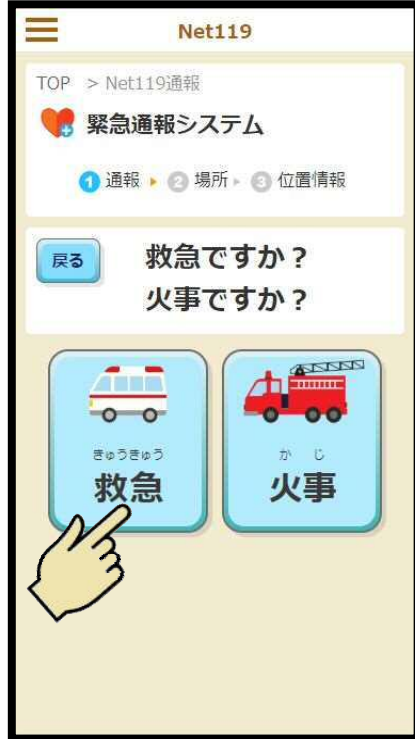 Net119
TOP > Net119通報
緊急通報システム
1 通報 ▸ 2 場所 ▸ 3 位置情報
戻る
救急ですか？
火事ですか？
きゅうきゅう
救急
かじ
火事